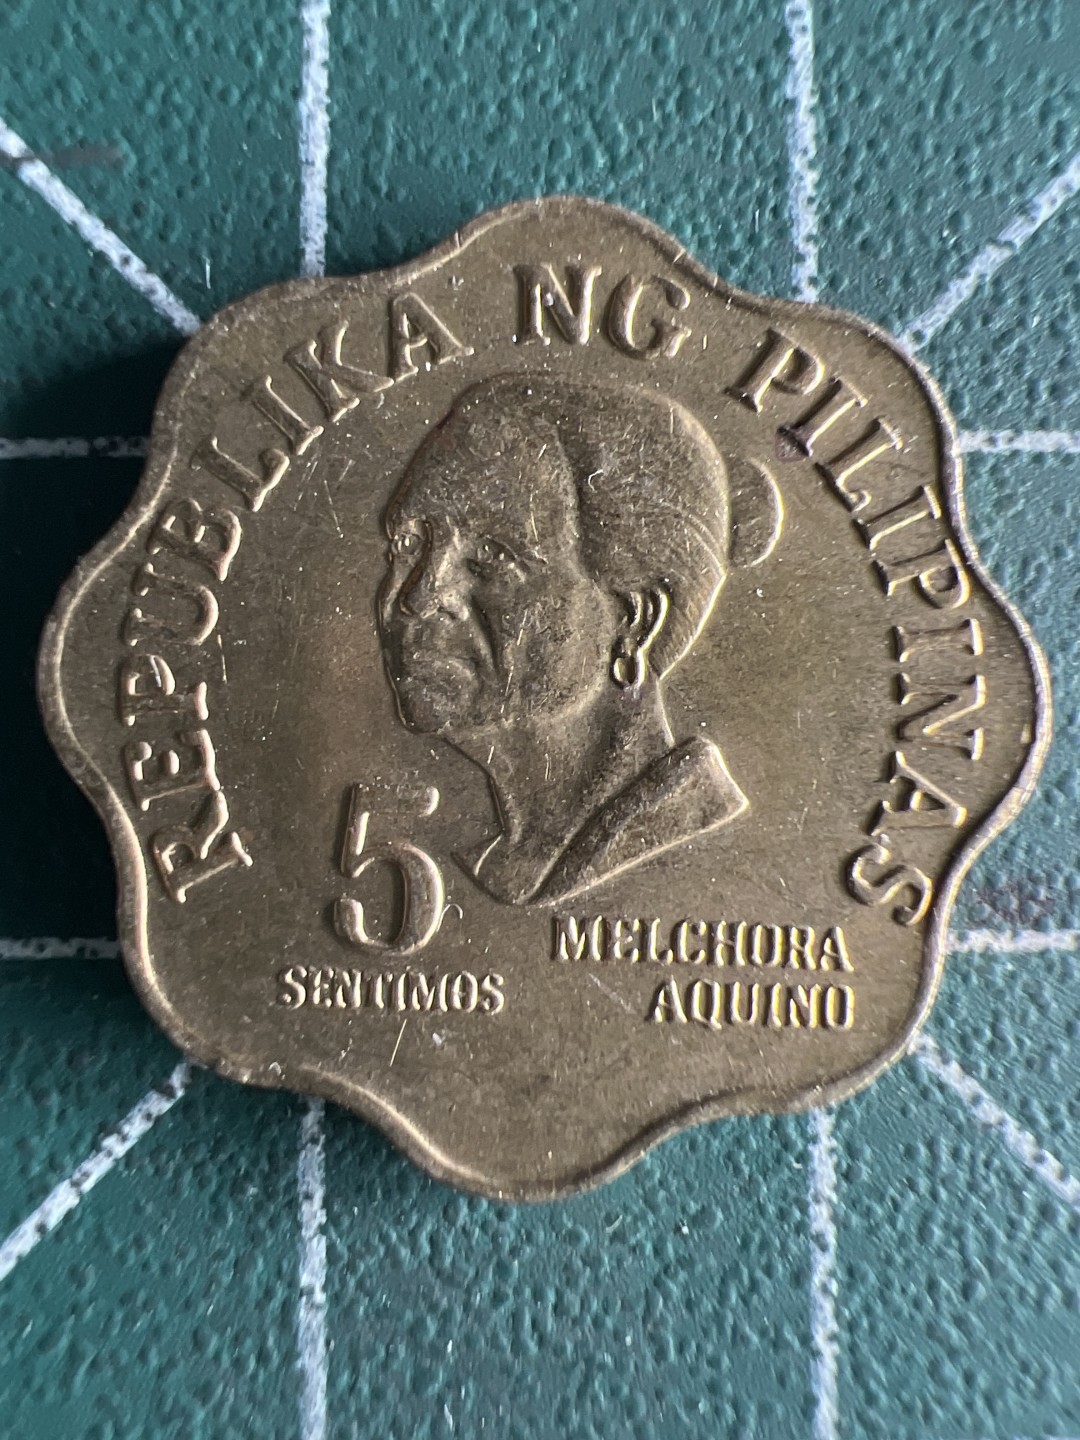 REPUBLIKA NG PILIPINAS
5
SENTIMOS
MELCHORA
AQUINO